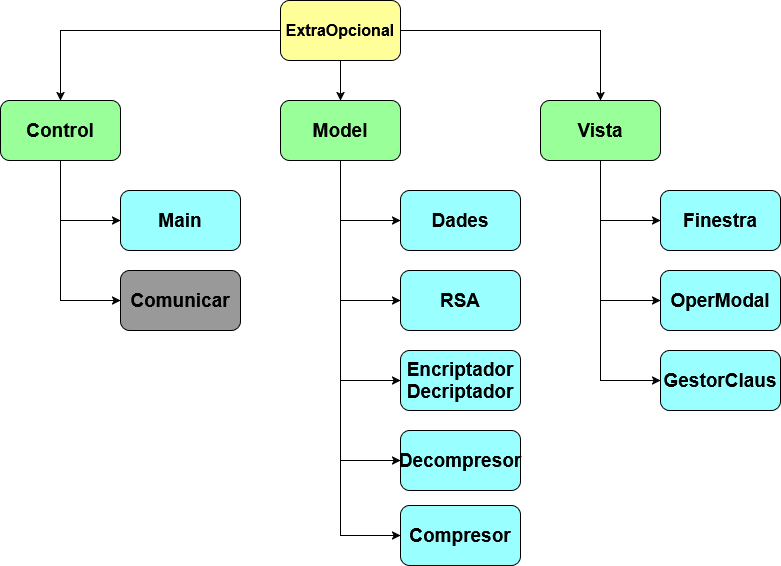 ExtraOpcional
Control
Model
Vista
Main
Dades
Finestra
Comunicar
RSA
OperModal
Encriptador
Decriptador
GestorClaus
Decompresor
Compresor